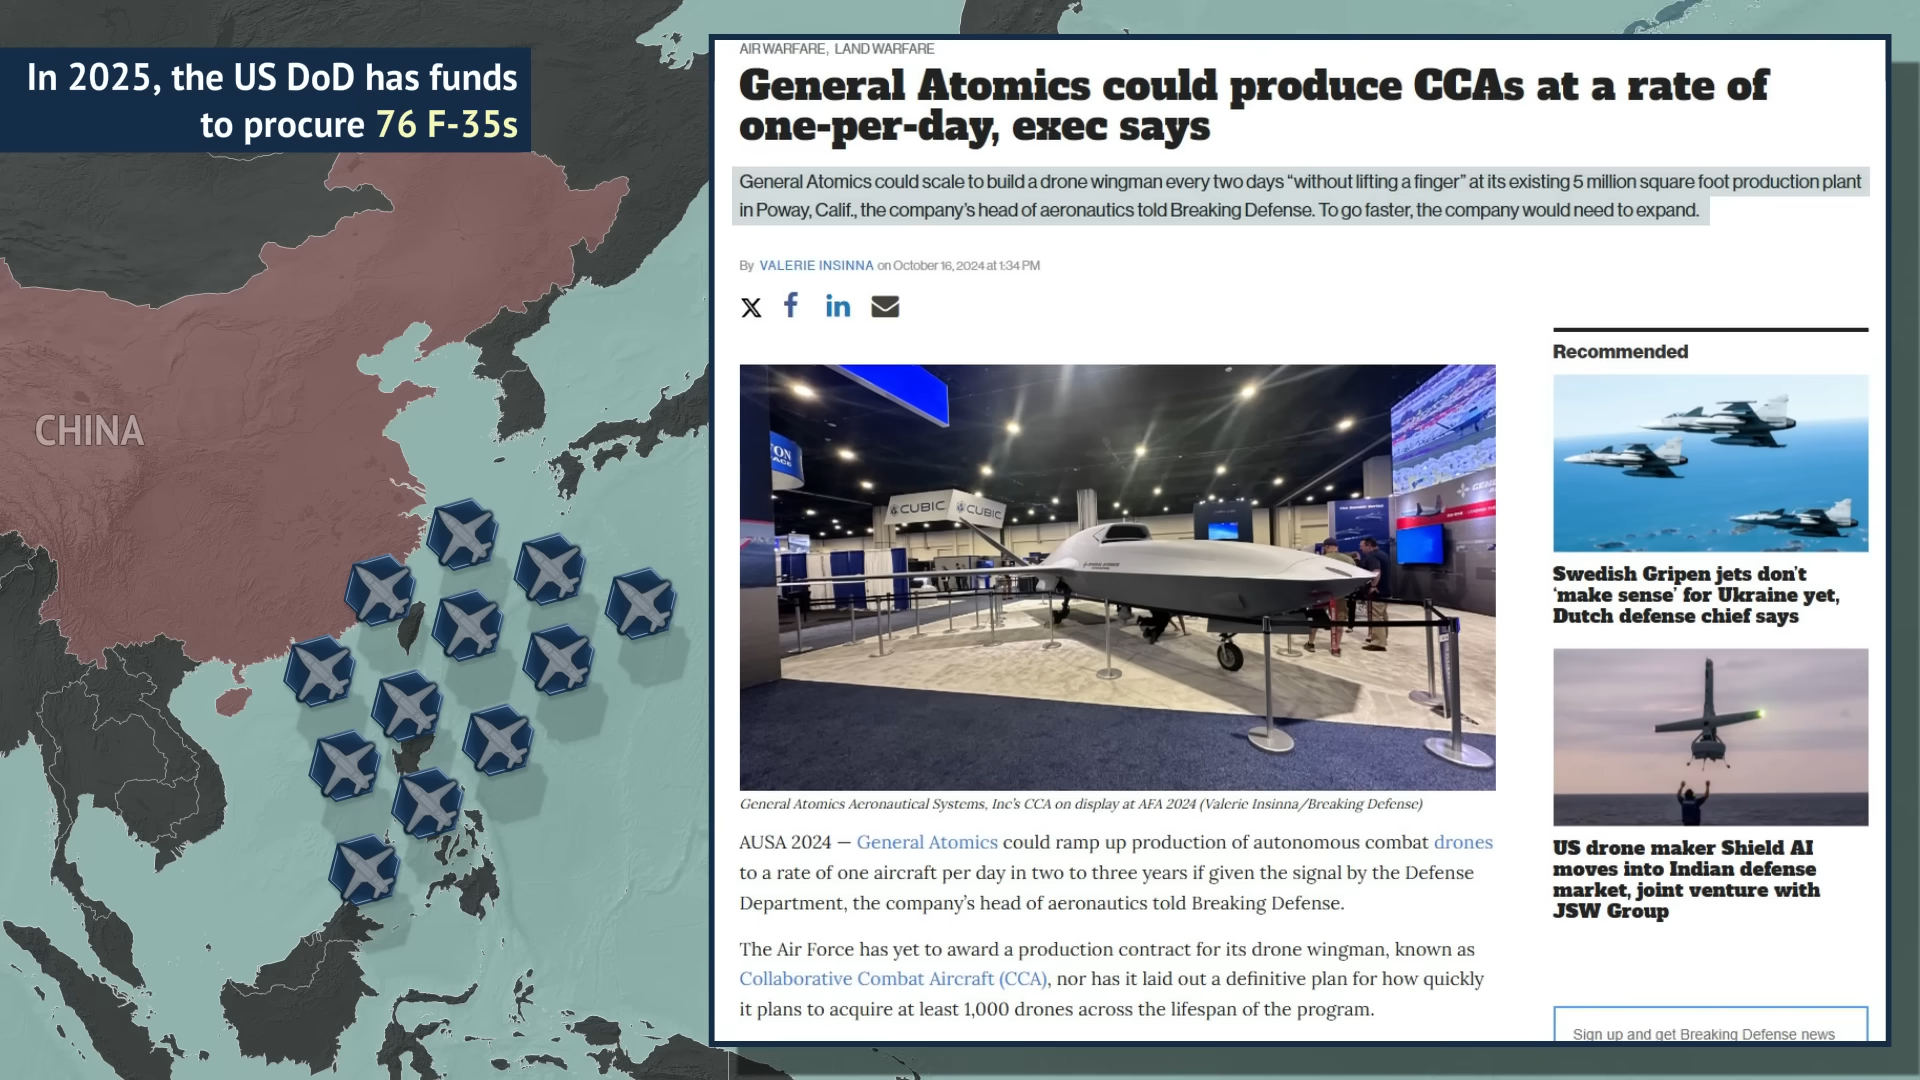 In 2025, the US DoD has funds
to procure 76 F-35s
CHINA
AIR WARFARE, LAND WARFARE
General Atomics could produce CCAs at a rate of
one-per-day, exec says
General Atomics could scale to build a drone wingman every two days “without lifting a finger” at its existing 5 million square foot production plant
in Poway, Calif., the company’s head of aeronautics told Breaking Defense. To go faster, the company would need to expand.
By VALERIE INSINNA on October 16, 2024 at 1:34 PM
CUBIC
CUBIC
General Atomics Aeronautical Systems, Inc’s CCA on display at AFA 2024 (Valerie Insinna/Breaking Defense)
AUSA 2024 — General Atomics could ramp up production of autonomous combat drones
to a rate of one aircraft per day in two to three years if given the signal by the Defense
Department, the company’s head of aeronautics told Breaking Defense.
The Air Force has yet to award a production contract for its drone wingman, known as
Collaborative Combat Aircraft (CCA), nor has it laid out a definitive plan for how quickly
it plans to acquire at least 1,000 drones across the lifespan of the program.
Recommended
Swedish Gripen jets don’t
‘make sense’ for Ukraine yet,
Dutch defense chief says
US drone maker Shield AI
moves into Indian defense
market, joint venture with
JSW Group
Sign up and get Breaking Defense news